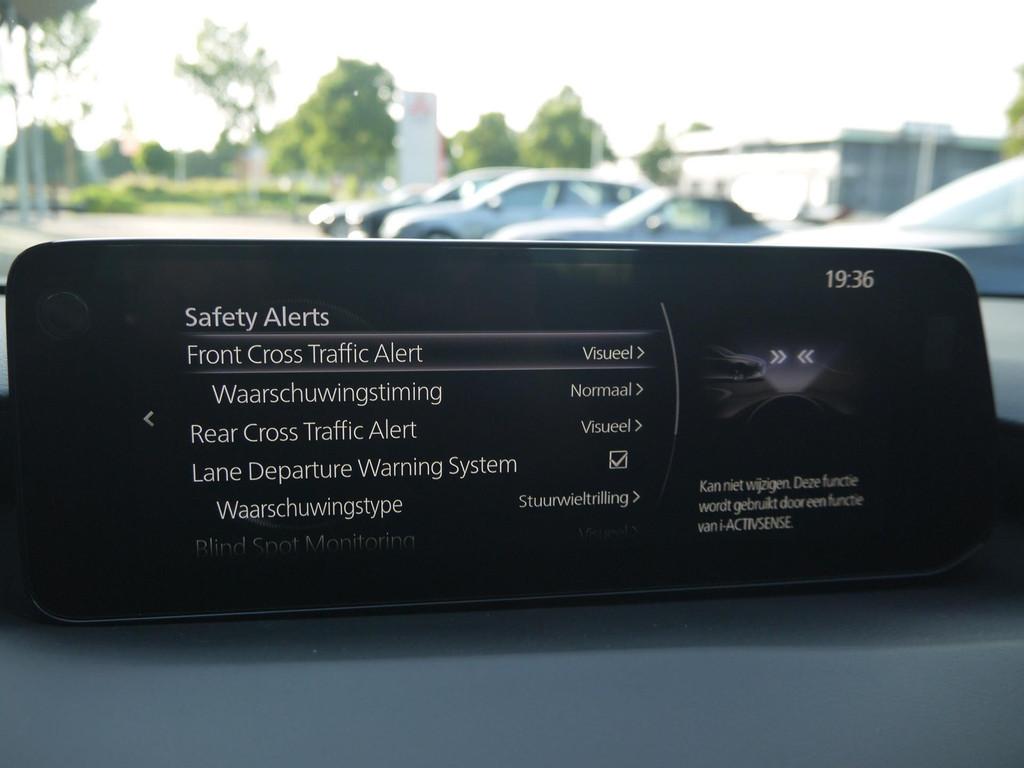 19:36
Safety Alerts
Front Cross Traffic Alert Visueel >
Waarschuwingstiming Normaal >
Rear Cross Traffic Alert Visueel >
Lane Departure Warning System
Waarschuwingstype Stuurwieltrilling >
Blind Spot Monitoring Visueel >
Kan niet wijzigen. Deze functie
wordt gebruikt door een functie
van i-ACTIVSENSE.